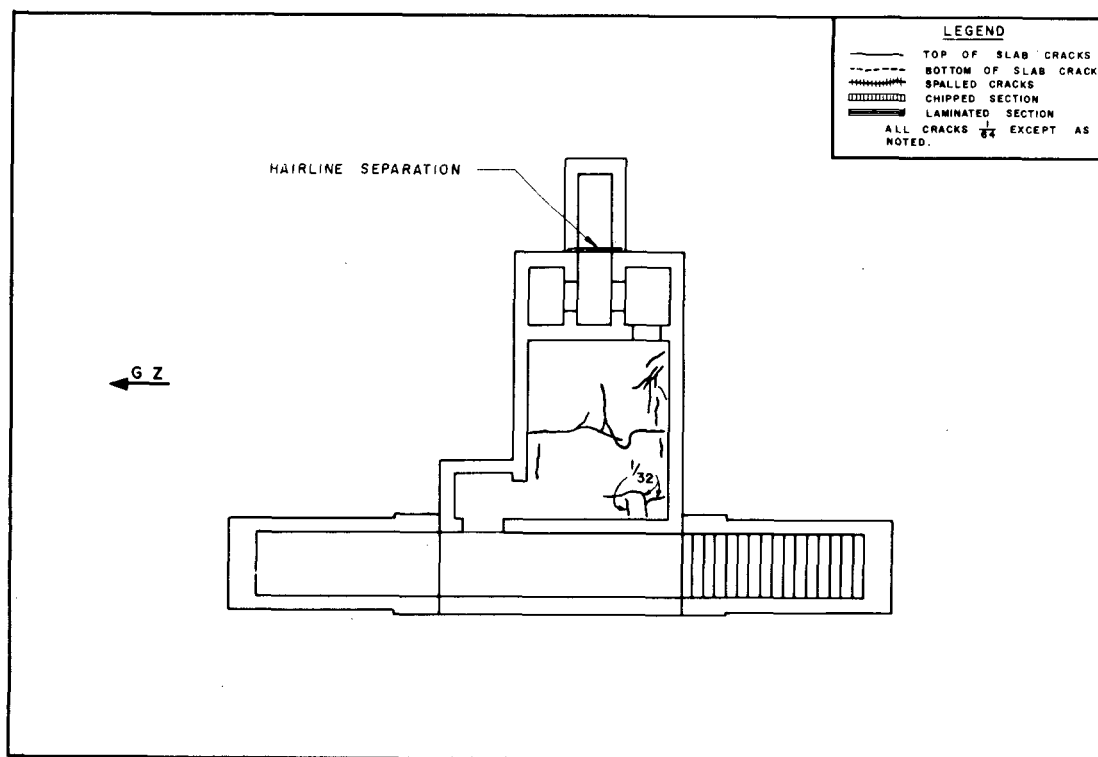 LEGEND
TOP OF SLAB CRACKS
BOTTOM OF SLAB CRACK
SPALLED CRACKS
CHIPPED SECTION
LAMINATED SECTION
ALL CRACKS 1/64 EXCEPT AS
NOTED.
HAIRLINE SEPARATION
G Z
1/32